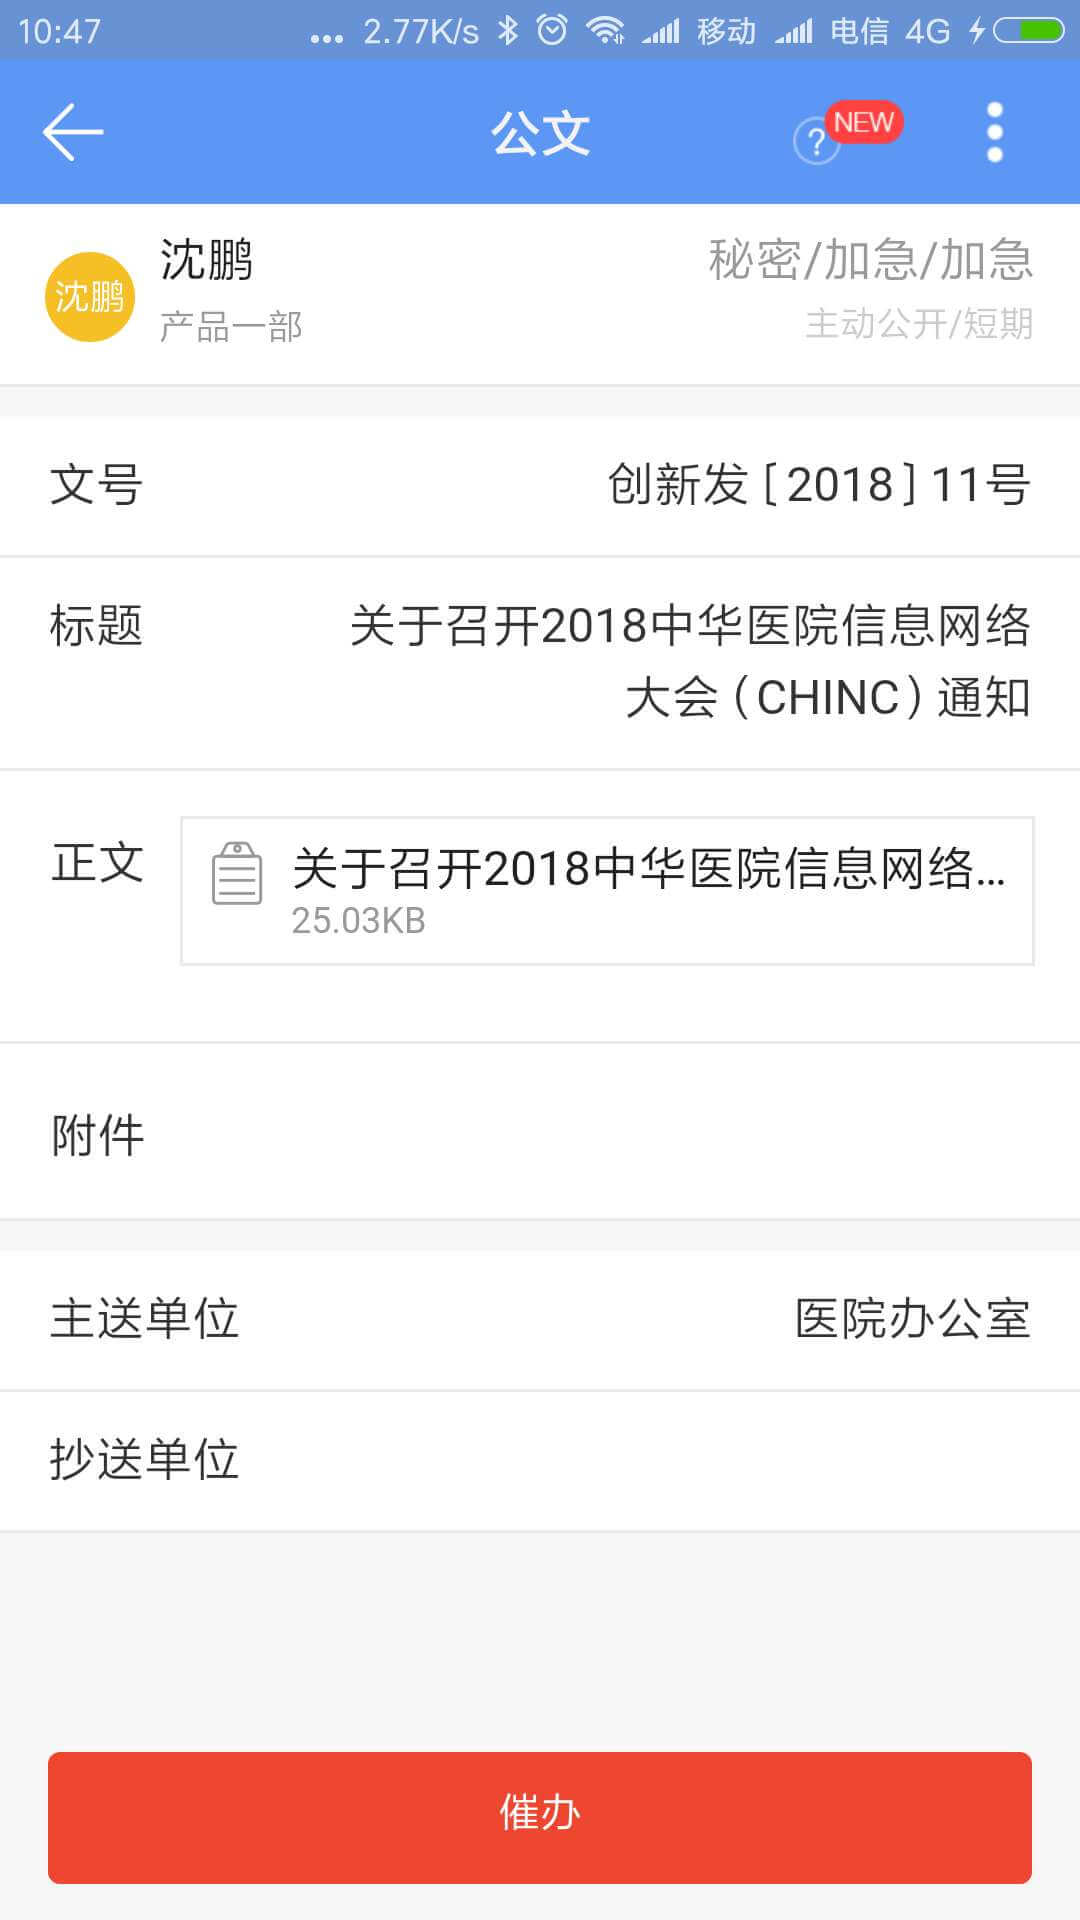 10:47 ... 2.77K/s 移动 电信 4G
公文 ? NEW
沈鹏 沈鹏 秘密/加急/加急
产品一部 主动公开/短期
文号 创新发〔2018〕11号
标题 关于召开2018中华医院信息网络
大会（CHINC）通知
正文 关于召开2018中华医院信息网络...
25.03KB
附件
主送单位 医院办公室
抄送单位
催办